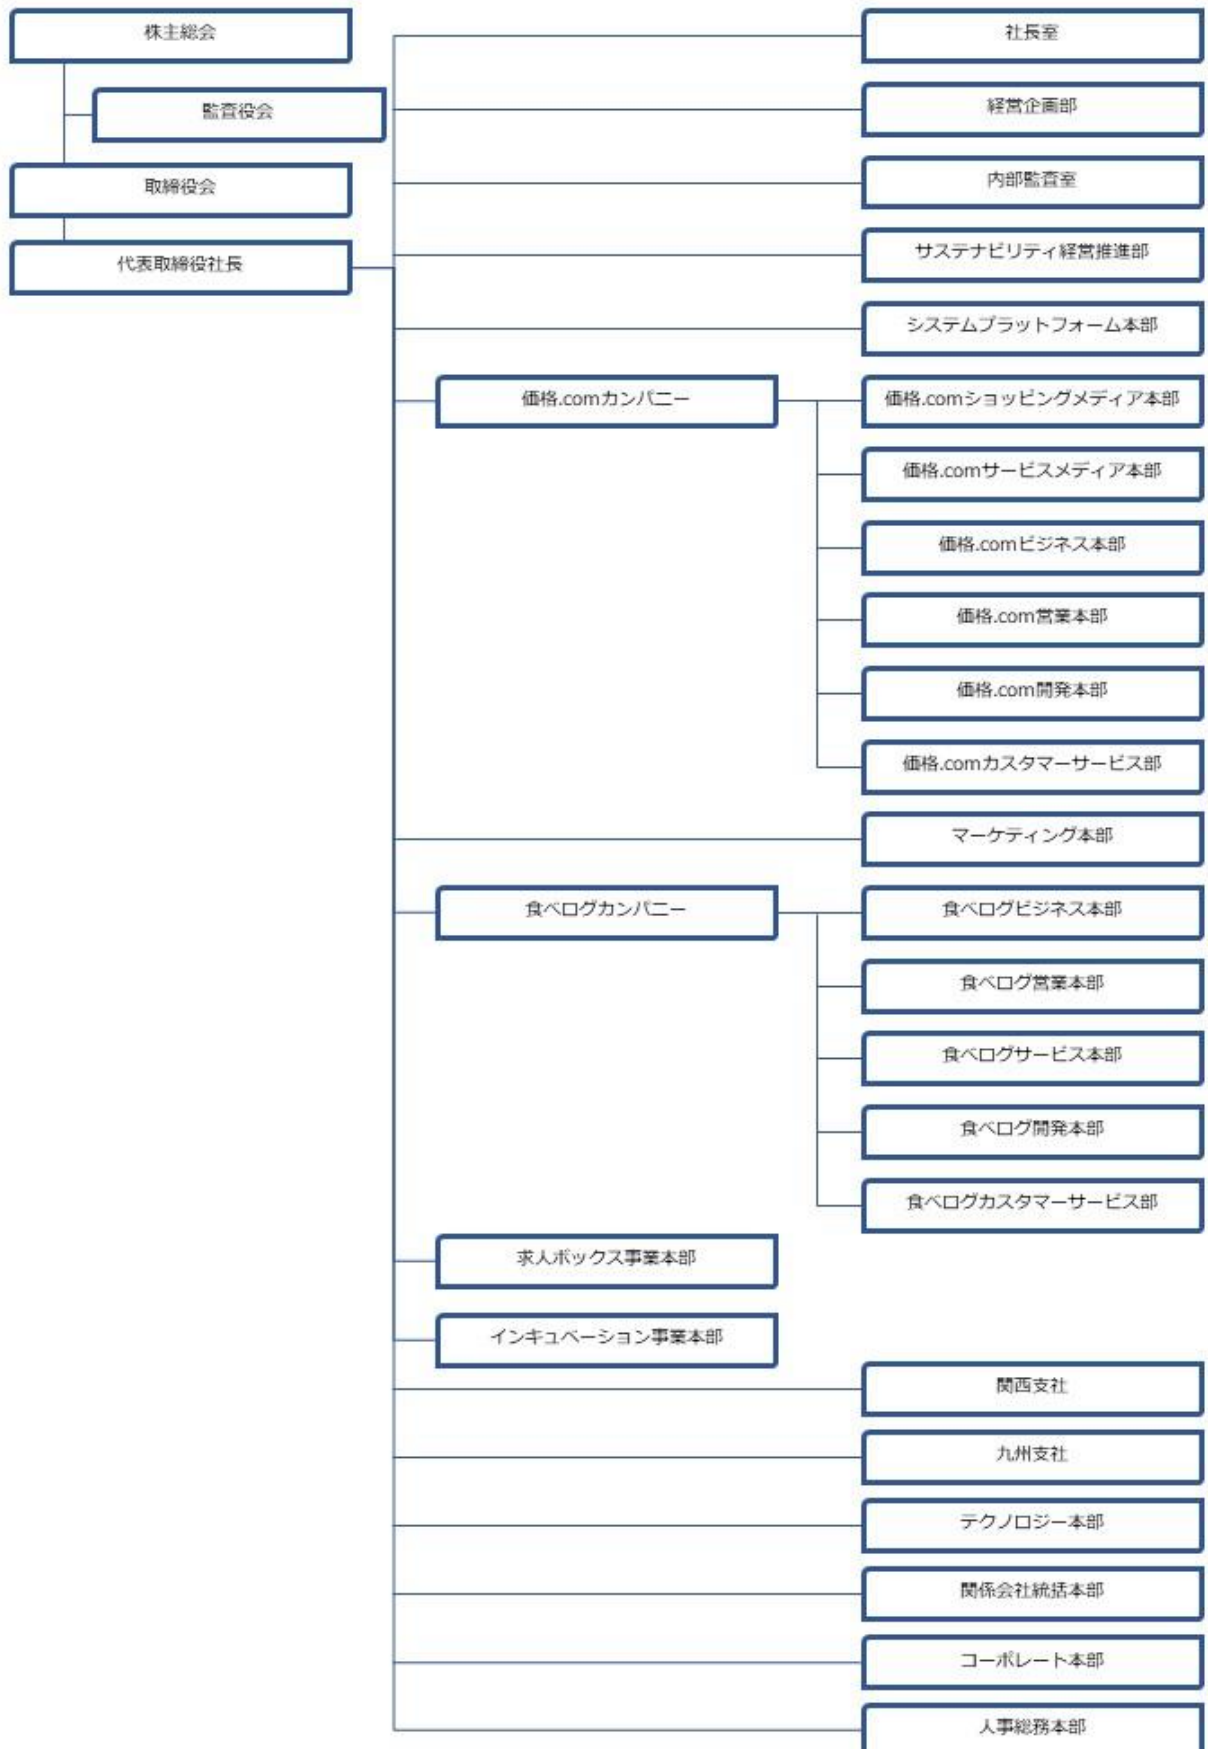 株主総会
監査役会
取締役会
代表取締役社長
社長室
経営企画部
内部監査室
サステナビリティ経営推進部
システムプラットフォーム本部
価格.comカンパニー
価格.comショッピングメディア本部
価格.comサービスメディア本部
価格.comビジネス本部
価格.com営業本部
価格.com開発本部
価格.comカスタマーサービス部
マーケティング本部
食べログカンパニー
食べログビジネス本部
食べログ営業本部
食べログサービス本部
食べログ開発本部
食べログカスタマーサービス部
求人ボックス事業本部
インキュベーション事業本部
関西支社
九州支社
テクノロジー本部
関係会社統括本部
コーポレート本部
人事総務本部